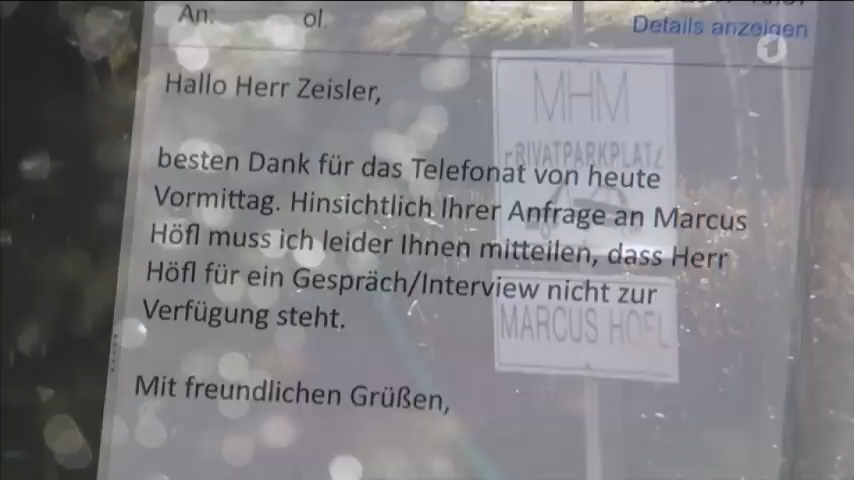 An: ol.
Details anzeigen
1
Hallo Herr Zeisler,
besten Dank für das Telefonat von heute
Vormittag. Hinsichtlich Ihrer Anfrage an Marcus
Höfl muss ich leider Ihnen mitteilen, dass Herr
Höfl für ein Gespräch/Interview nicht zur
Verfügung steht.
Mit freundlichen Grüßen,
MHM
PRIVATPARKPLATZ
MARCUS HÖFL